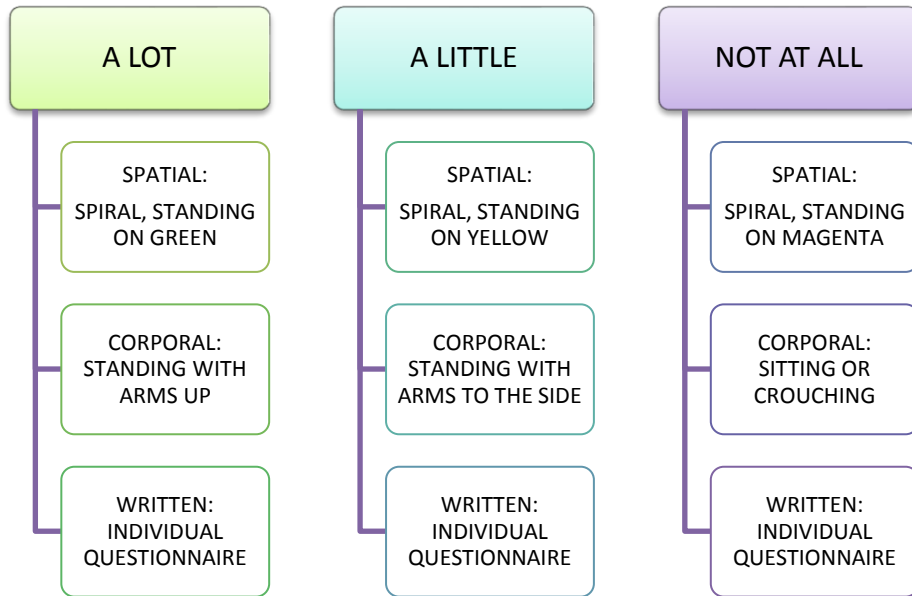 A LOT
SPATIAL:
SPIRAL, STANDING
ON GREEN
CORPORAL:
STANDING WITH
ARMS UP
WRITTEN:
INDIVIDUAL
QUESTIONNAIRE
A LITTLE
SPATIAL:
SPIRAL, STANDING
ON YELLOW
CORPORAL:
STANDING WITH
ARMS TO THE SIDE
WRITTEN:
INDIVIDUAL
QUESTIONNAIRE
NOT AT ALL
SPATIAL:
SPIRAL, STANDING
ON MAGENTA
CORPORAL:
SITTING OR
CROUCHING
WRITTEN:
INDIVIDUAL
QUESTIONNAIRE